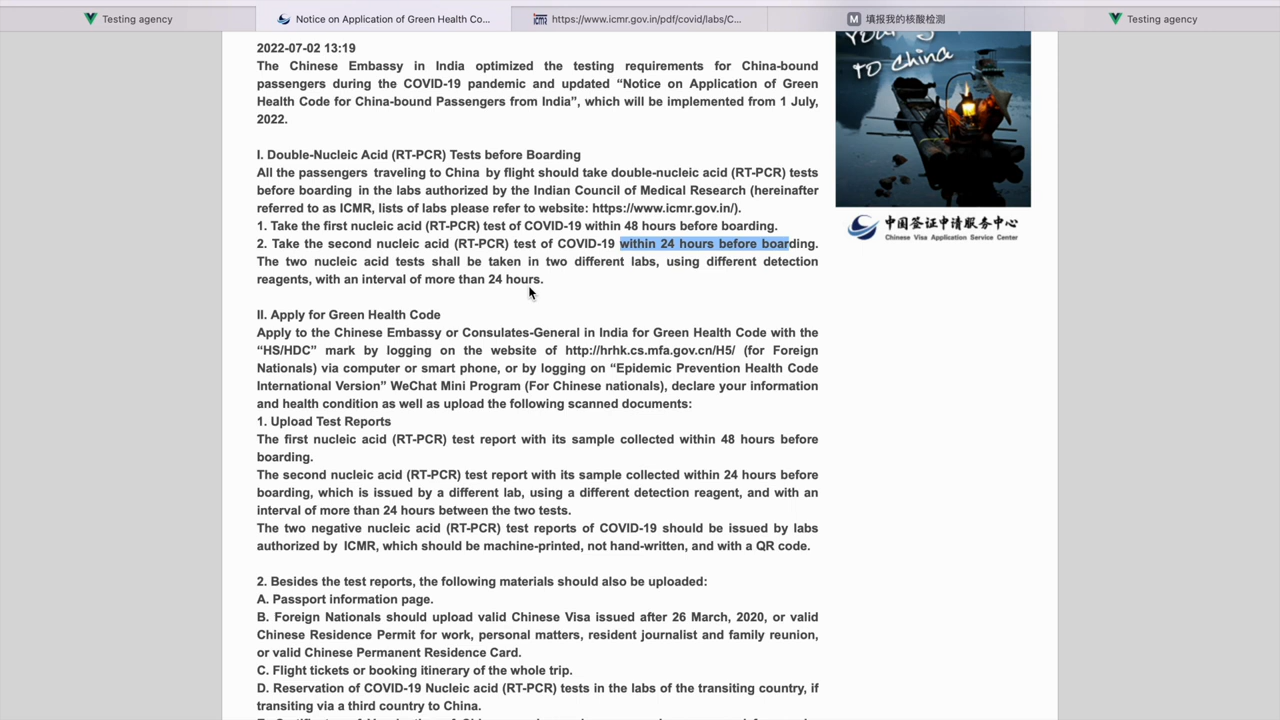 Testing agency
Notice on Application of Green Health Co...
ICMR https://www.icmr.gov.in/pdf/covid/labs/C...
M 填报我的核酸检测
Testing agency
2022-07-02 13:19
The Chinese Embassy in India optimized the testing requirements for China-bound
passengers during the COVID-19 pandemic and updated “Notice on Application of Green
Health Code for China-bound Passengers from India”, which will be implemented from 1 July,
2022.
I. Double-Nucleic Acid (RT-PCR) Tests before Boarding
All the passengers traveling to China by flight should take double-nucleic acid (RT-PCR) tests
before boarding in the labs authorized by the Indian Council of Medical Research (hereinafter
referred to as ICMR, lists of labs please refer to website: https://www.icmr.gov.in/).
1. Take the first nucleic acid (RT-PCR) test of COVID-19 within 48 hours before boarding.
2. Take the second nucleic acid (RT-PCR) test of COVID-19 within 24 hours before boarding.
The two nucleic acid tests shall be taken in two different labs, using different detection
reagents, with an interval of more than 24 hours.
II. Apply for Green Health Code
Apply to the Chinese Embassy or Consulates-General in India for Green Health Code with the
“HS/HDC” mark by logging on the website of http://hrhk.cs.mfa.gov.cn/H5/ (for Foreign
Nationals) via computer or smart phone, or by logging on “Epidemic Prevention Health Code
International Version” WeChat Mini Program (For Chinese nationals), declare your information
and health condition as well as upload the following scanned documents:
1. Upload Test Reports
The first nucleic acid (RT-PCR) test report with its sample collected within 48 hours before
boarding.
The second nucleic acid (RT-PCR) test report with its sample collected within 24 hours before
boarding, which is issued by a different lab, using a different detection reagent, and with an
interval of more than 24 hours between the two tests.
The two negative nucleic acid (RT-PCR) test reports of COVID-19 should be issued by labs
authorized by ICMR, which should be machine-printed, not hand-written, and with a QR code.
2. Besides the test reports, the following materials should also be uploaded:
A. Passport information page.
B. Foreign Nationals should upload valid Chinese Visa issued after 26 March, 2020, or valid
Chinese Residence Permit for work, personal matters, resident journalist and family reunion,
or valid Chinese Permanent Residence Card.
C. Flight tickets or booking itinerary of the whole trip.
D. Reservation of COVID-19 Nucleic acid (RT-PCR) tests in the labs of the transiting country, if
transiting via a third country to China.
to China
中国签证申请服务中心
Chinese Visa Application Service Center